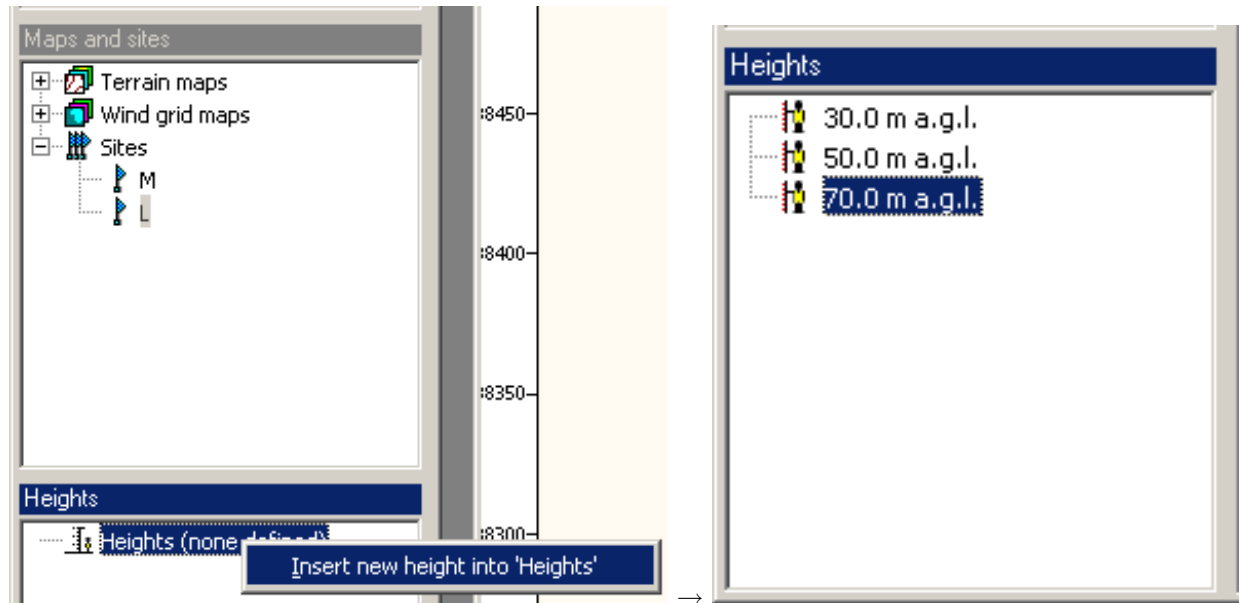 Maps and sites
Terrain maps
Wind grid maps
Sites
M
L
Heights
Heights (none defined)
Insert new height into 'Heights'
8450
8400
8350
8300
→
Heights
30.0 m a.g.l.
50.0 m a.g.l.
70.0 m a.g.l.